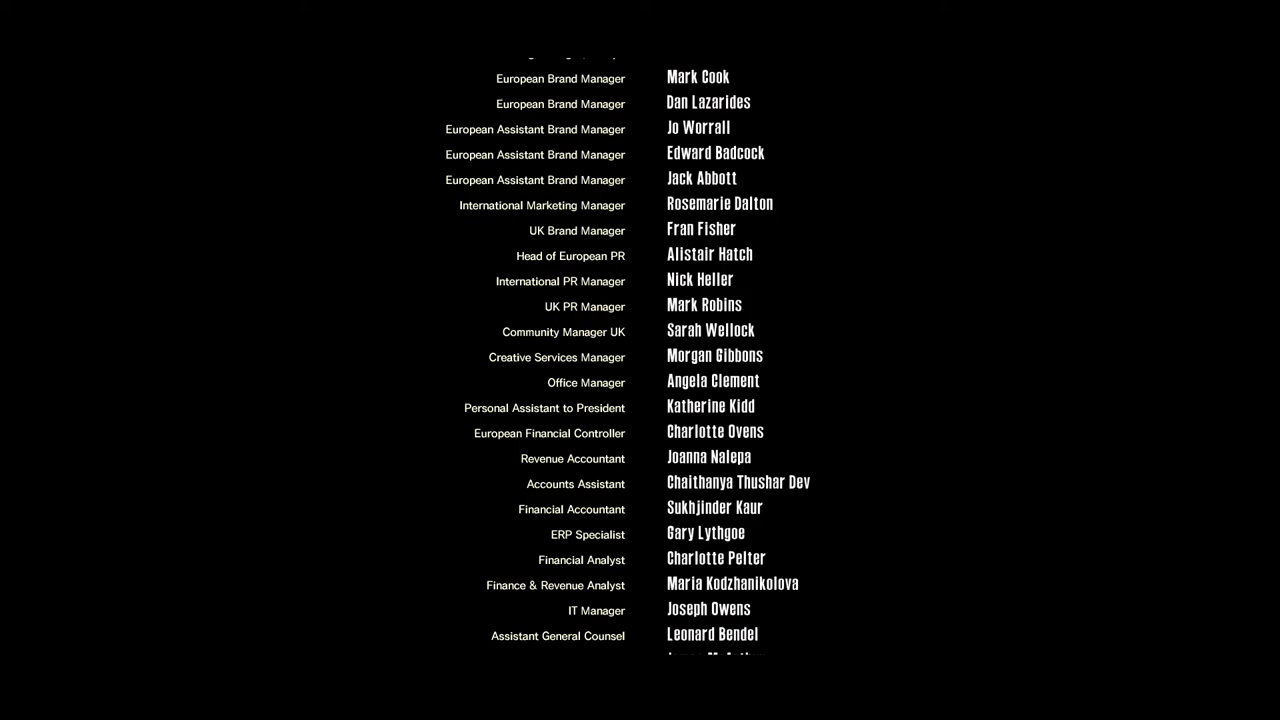 European Brand Manager Mark Cook
European Brand Manager Dan Lazarides
European Assistant Brand Manager Jo Worrall
European Assistant Brand Manager Edward Badcock
European Assistant Brand Manager Jack Abbott
International Marketing Manager Rosemarie Dalton
UK Brand Manager Fran Fisher
Head of European PR Alistair Hatch
International PR Manager Nick Heller
UK PR Manager Mark Robins
Community Manager UK Sarah Wellock
Creative Services Manager Morgan Gibbons
Office Manager Angela Clement
Personal Assistant to President Katherine Kidd
European Financial Controller Charlotte Ovens
Revenue Accountant Joanna Nalepa
Accounts Assistant Chaithanya Thushar Dev
Financial Accountant Sukhjinder Kaur
ERP Specialist Gary Lythgoe
Financial Analyst Charlotte Pelter
Finance & Revenue Analyst Maria Kodzhanikolova
IT Manager Joseph Owens
Assistant General Counsel Leonard Bendel